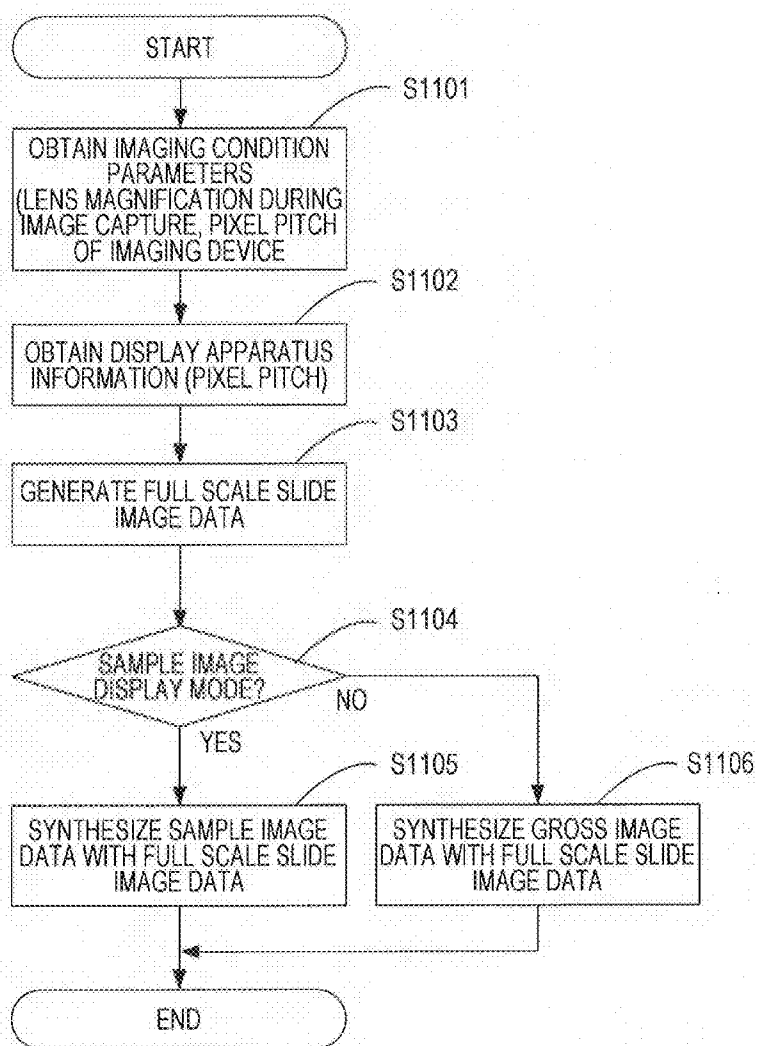 START
S1101
OBTAIN IMAGING CONDITION
PARAMETERS
(LENS MAGNIFICATION DURING
IMAGE CAPTURE, PIXEL PITCH
OF IMAGING DEVICE
S1102
OBTAIN DISPLAY APPARATUS
INFORMATION (PIXEL PITCH)
S1103
GENERATE FULL SCALE SLIDE
IMAGE DATA
S1104
SAMPLE IMAGE
DISPLAY MODE?
NO
YES
S1105
SYNTHESIZE SAMPLE IMAGE
DATA WITH FULL SCALE SLIDE
IMAGE DATA
S1106
SYNTHESIZE GROSS IMAGE
DATA WITH FULL SCALE SLIDE
IMAGE DATA
END